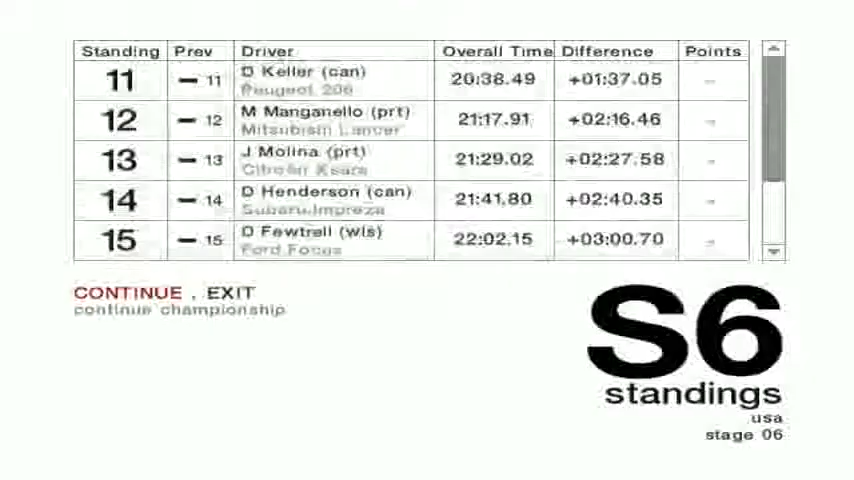 Standing Prev Driver Overall Time Difference Points
11 – 11 D Keller (can) 20:38.49 +01:37.05 -
Peugeot 206
12 – 12 M Manganello (prt) 21:17.91 +02:16.46 -
Mitsubishi Lancer
13 – 13 J Molina (prt) 21:29.02 +02:27.58 -
Citroën Xsara
14 – 14 D Henderson (can) 21:41.80 +02:40.35 -
Subaru Impreza
15 – 15 D Fewtrell (wls) 22:02.15 +03:00.70 -
Ford Focus
CONTINUE . EXIT
continue championship
S6
standings
usa
stage 06